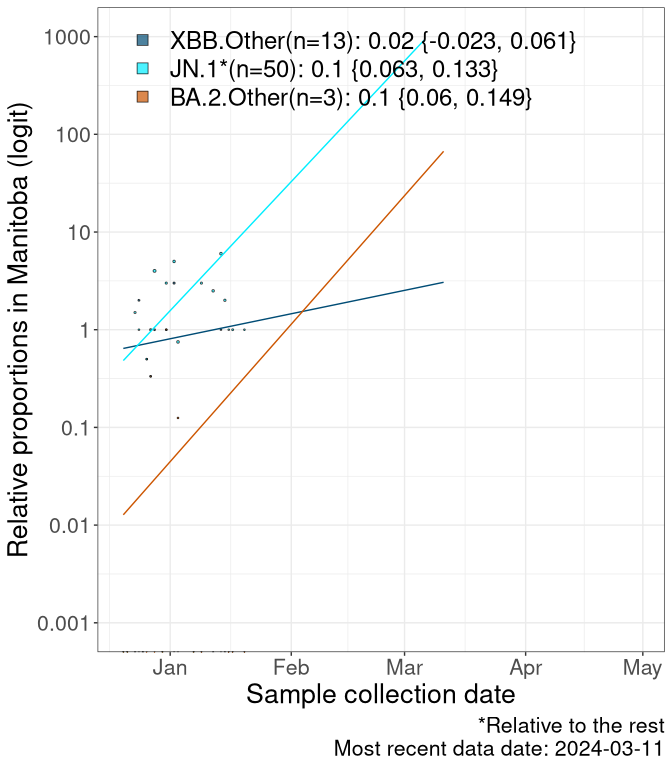 XBB.Other(n=13): 0.02 {-0.023, 0.061}
JN.1*(n=50): 0.1 {0.063, 0.133}
BA.2.Other(n=3): 0.1 {0.06, 0.149}
Relative proportions in Manitoba (logit)
1000
100
10
1
0.1
0.01
0.001
Jan Feb Mar Apr May
Sample collection date
*Relative to the rest
Most recent data date: 2024-03-11